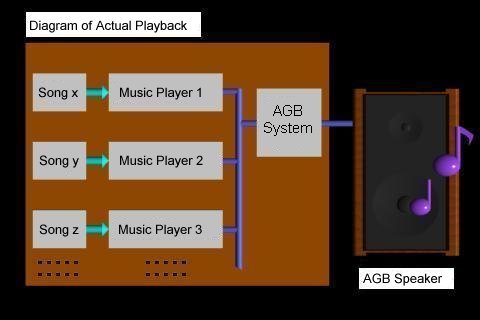 Diagram of Actual Playback
Song x
Music Player 1
AGB
System
Song y
Music Player 2
Song z
Music Player 3
AGB Speaker